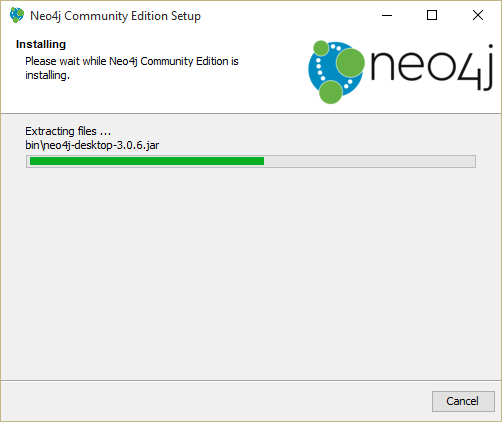 Neo4j Community Edition Setup
Installing
Please wait while Neo4j Community Edition is
installing.
neo4j
Extracting files ...
bin\neo4j-desktop-3.0.6.jar
Cancel